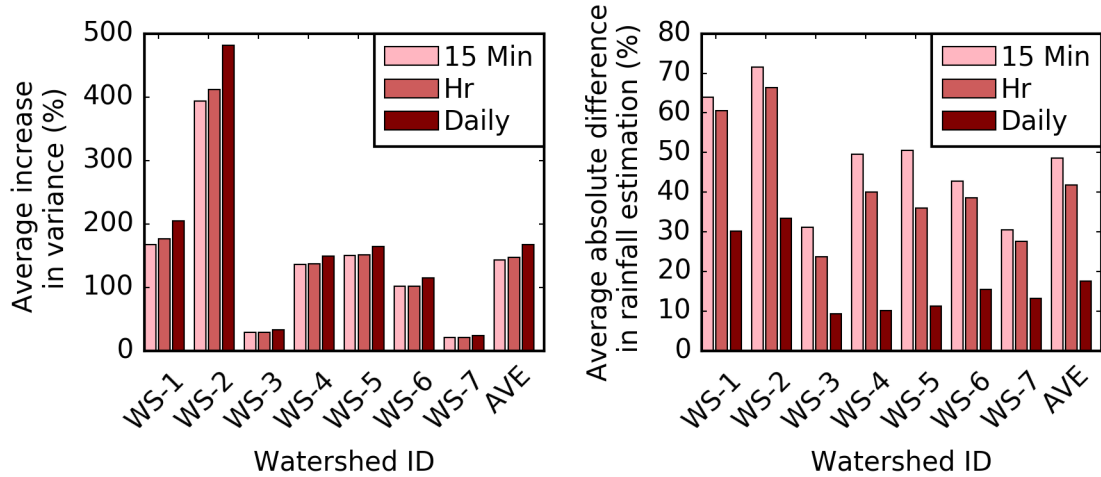 Average increase
in variance (%)
500
400
300
200
100
0
15 Min
Hr
Daily
WS-1
WS-2
WS-3
WS-4
WS-5
WS-6
WS-7
AVE
Watershed ID
Average absolute difference
in rainfall estimation (%)
80
70
60
50
40
30
20
10
0
15 Min
Hr
Daily
WS-1
WS-2
WS-3
WS-4
WS-5
WS-6
WS-7
AVE
Watershed ID